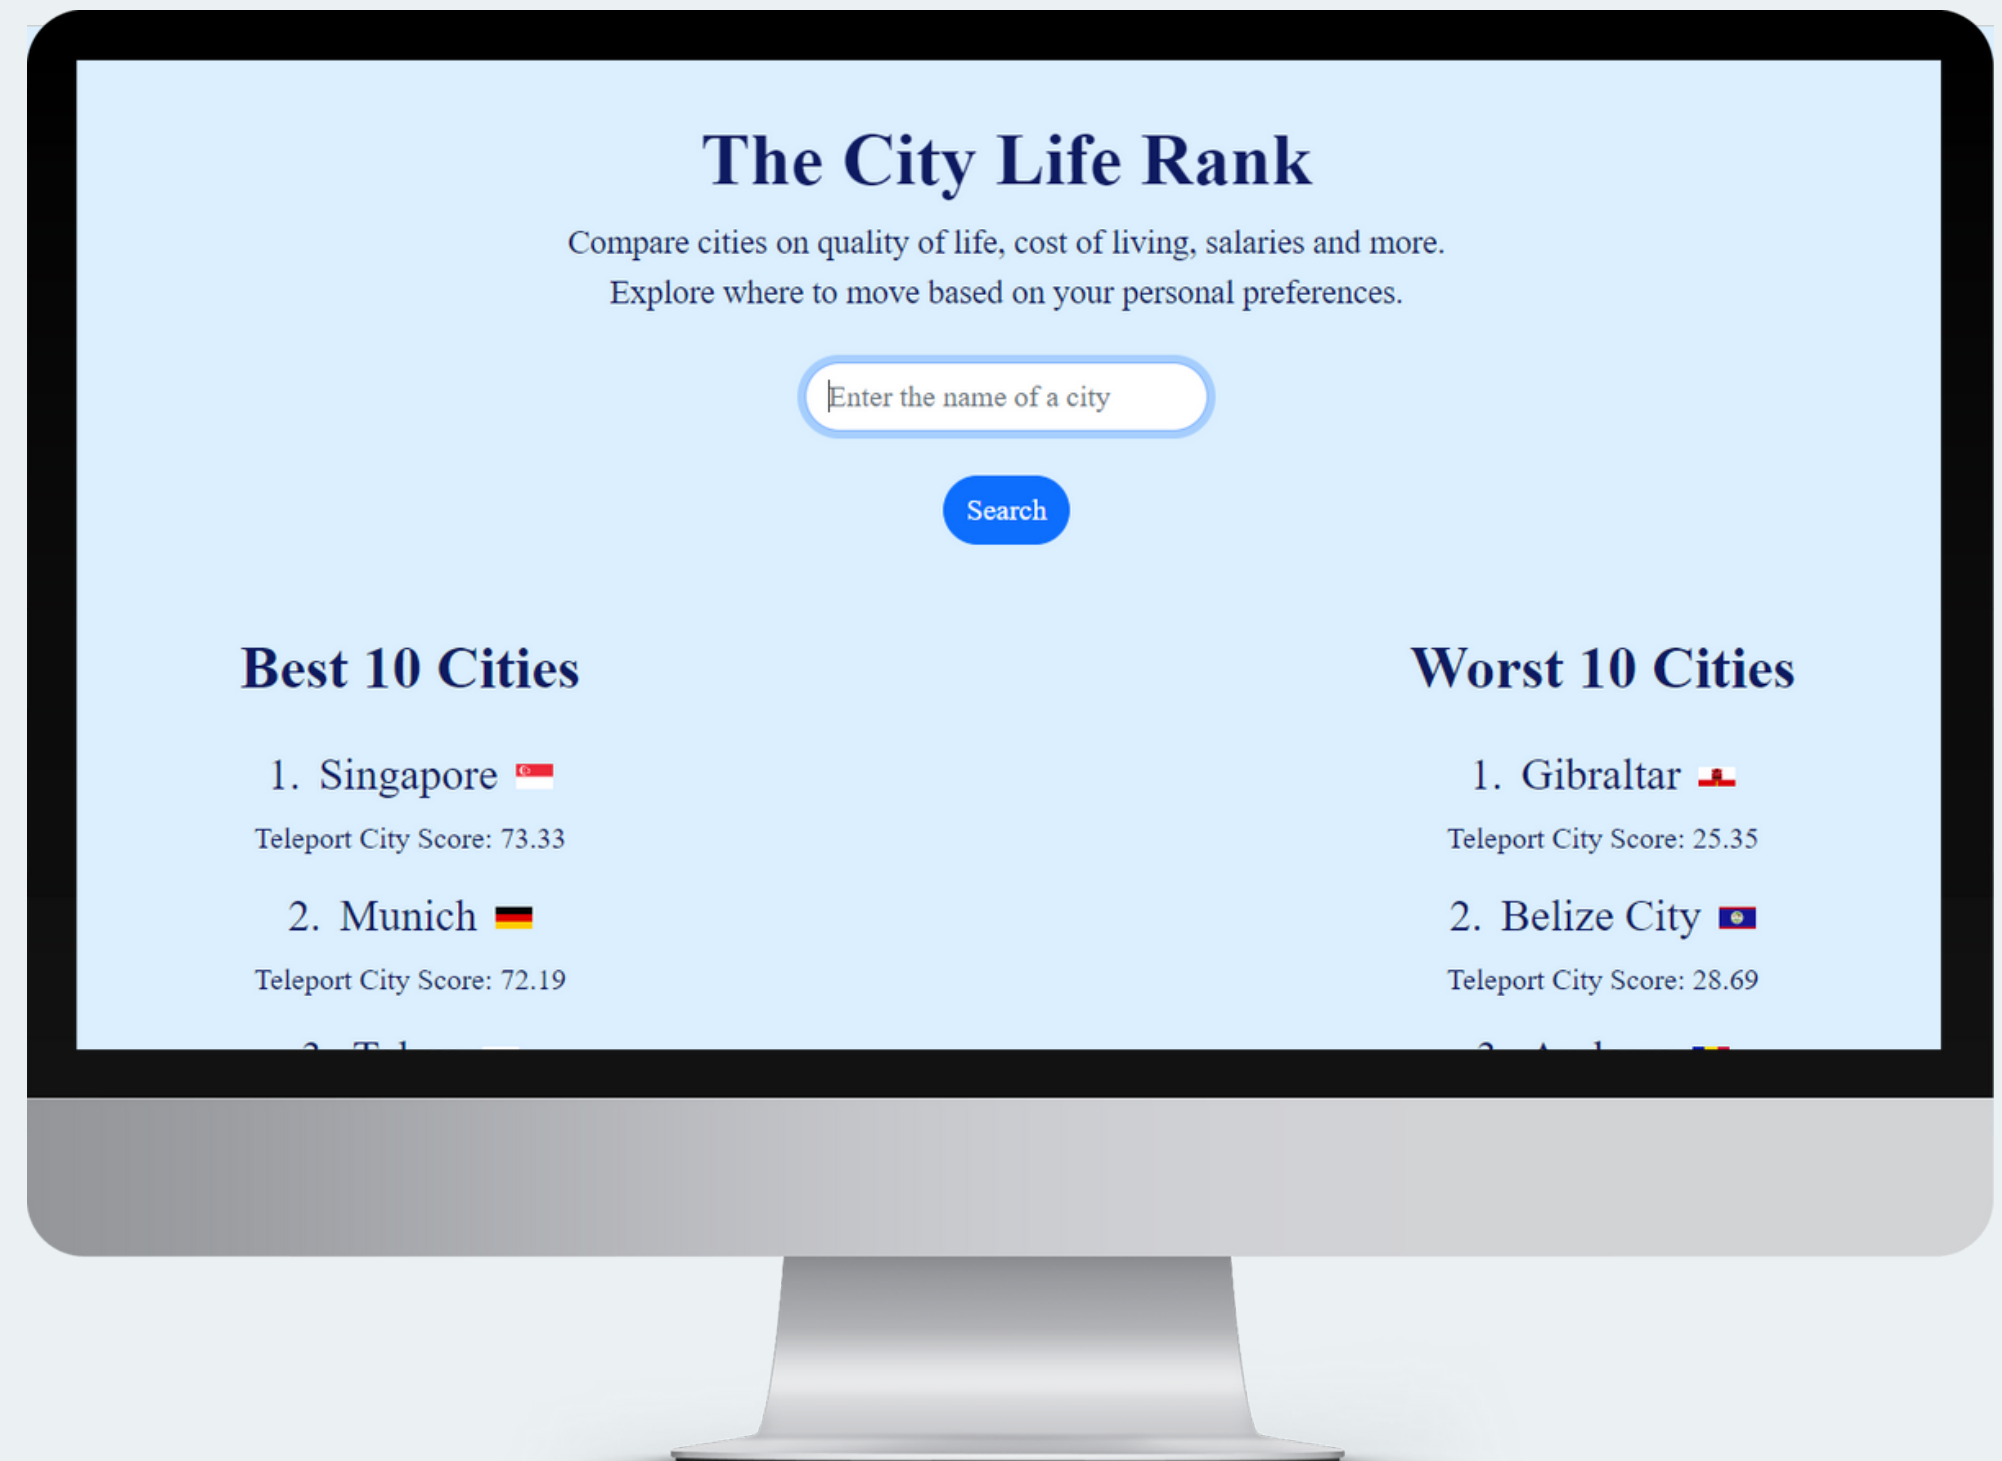 The City Life Rank
Compare cities on quality of life, cost of living, salaries and more.
Explore where to move based on your personal preferences.
Enter the name of a city
Search
Best 10 Cities
1. Singapore
Teleport City Score: 73.33
2. Munich
Teleport City Score: 72.19
Worst 10 Cities
1. Gibraltar
Teleport City Score: 25.35
2. Belize City
Teleport City Score: 28.69